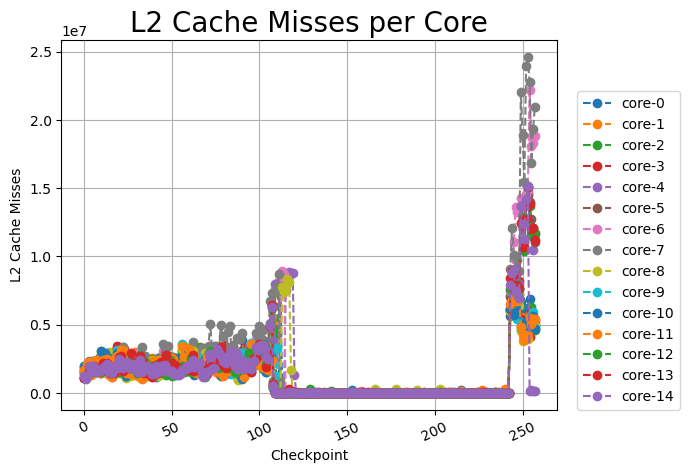 L2 Cache Misses per Core
1e7
2.5
2.0
1.5
1.0
0.5
0.0
L2 Cache Misses
0
50
100
150
200
250
Checkpoint
core-0
core-1
core-2
core-3
core-4
core-5
core-6
core-7
core-8
core-9
core-10
core-11
core-12
core-13
core-14